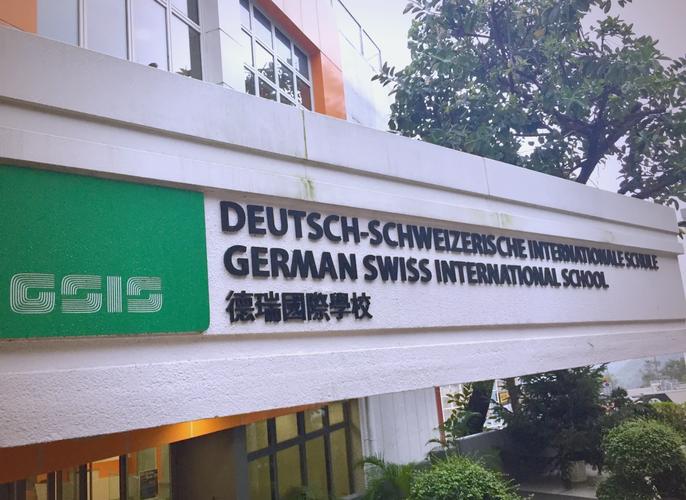 GSIS
DEUTSCH-SCHWEIZERISCHE INTERNATIONALE SCHULE
GERMAN SWISS INTERNATIONAL SCHOOL
德瑞國際學校